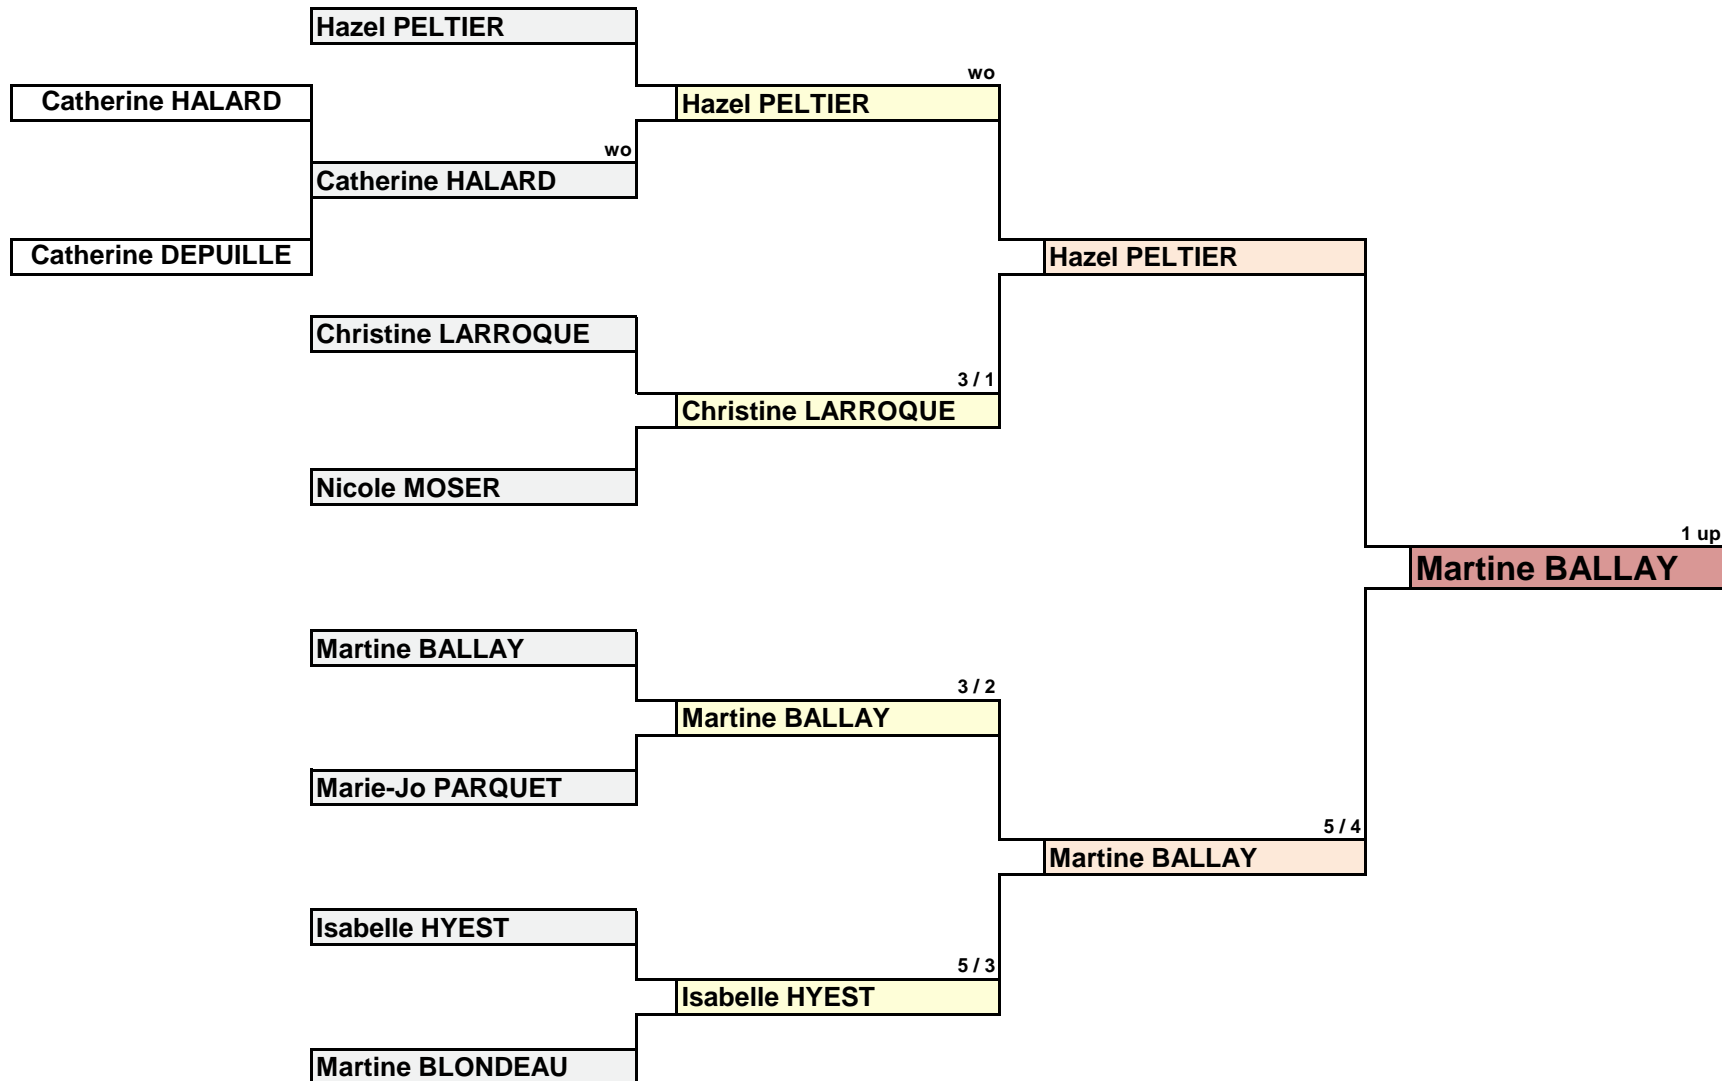 Hazel PELTIER
wo
Catherine HALARD
Hazel PELTIER
wo
Catherine HALARD
Catherine DEPUILLE
Hazel PELTIER
Christine LARROQUE
3 / 1
Christine LARROQUE
Nicole MOSER
1 up
Martine BALLAY
Martine BALLAY
3 / 2
Martine BALLAY
Marie-Jo PARQUET
5 / 4
Martine BALLAY
Isabelle HYEST
5 / 3
Isabelle HYEST
Martine BLONDEAU